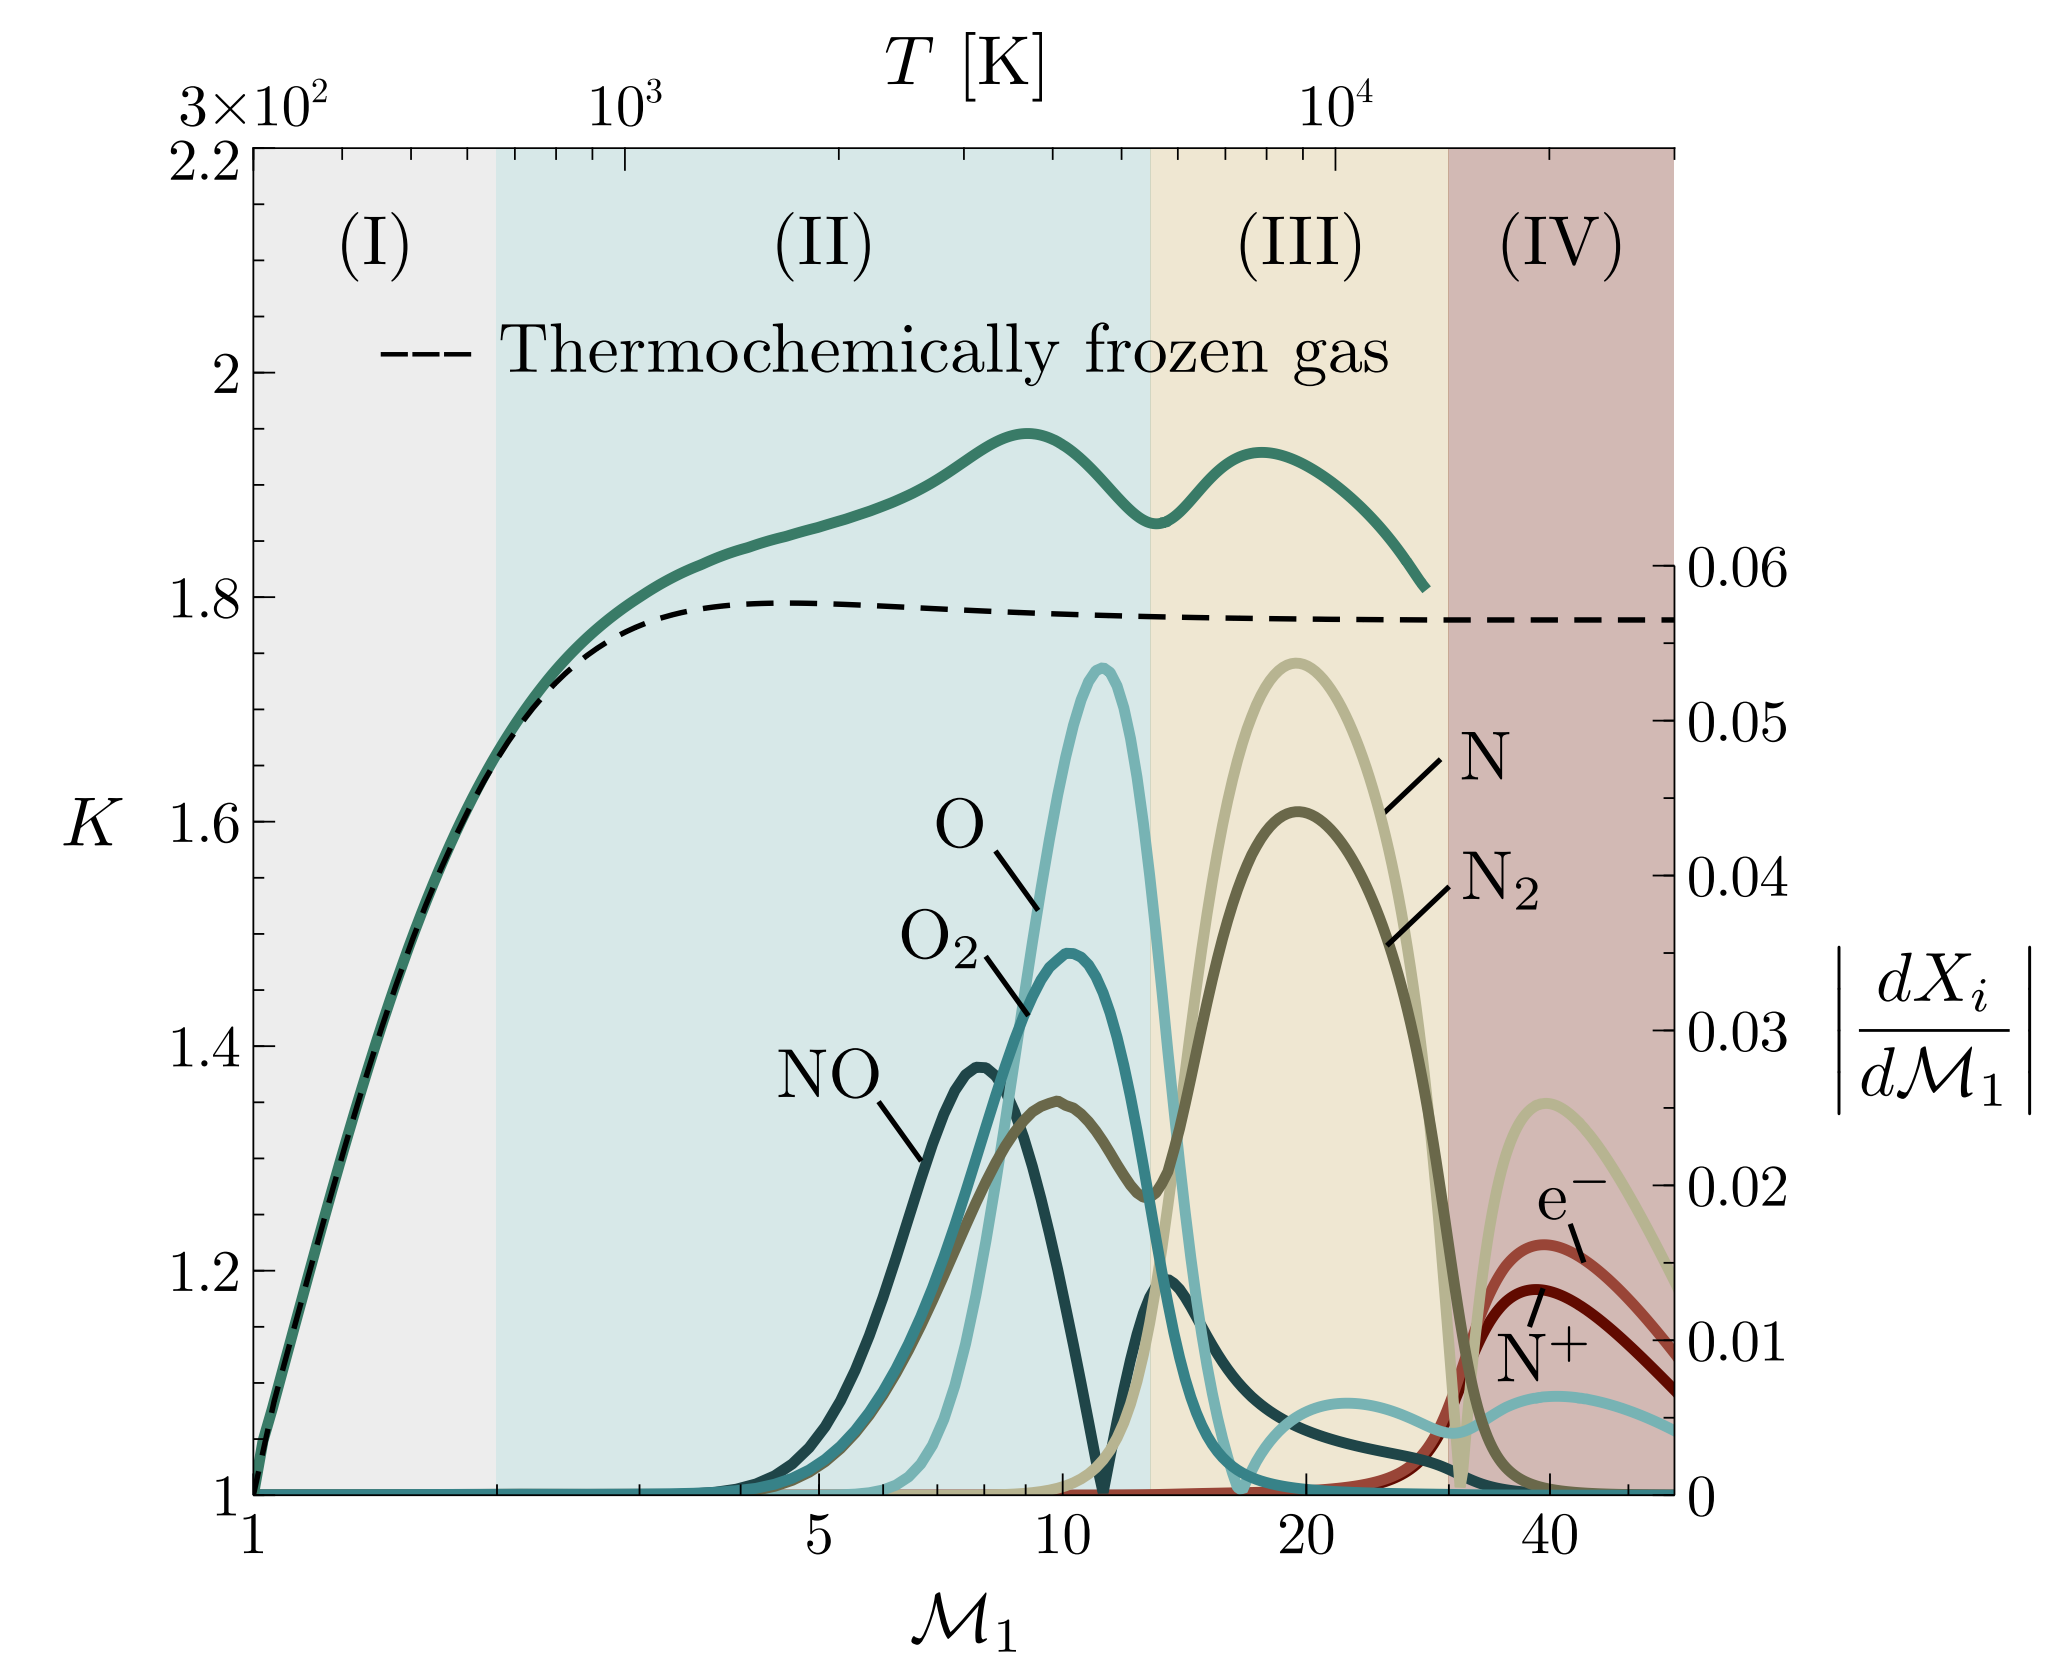 T [K]
3×10² 10³ 10⁴
2.2
(I) (II) (III) (IV)
Thermochemically frozen gas
2
1.8
1.6
1.4
1.2
1
K
0.06
0.05
0.04
0.03
0.02
0.01
0
|dXᵢ/dℳ₁|
N
O
N₂
O₂
NO
e⁻
N⁺
1 5 10 20 40
ℳ₁